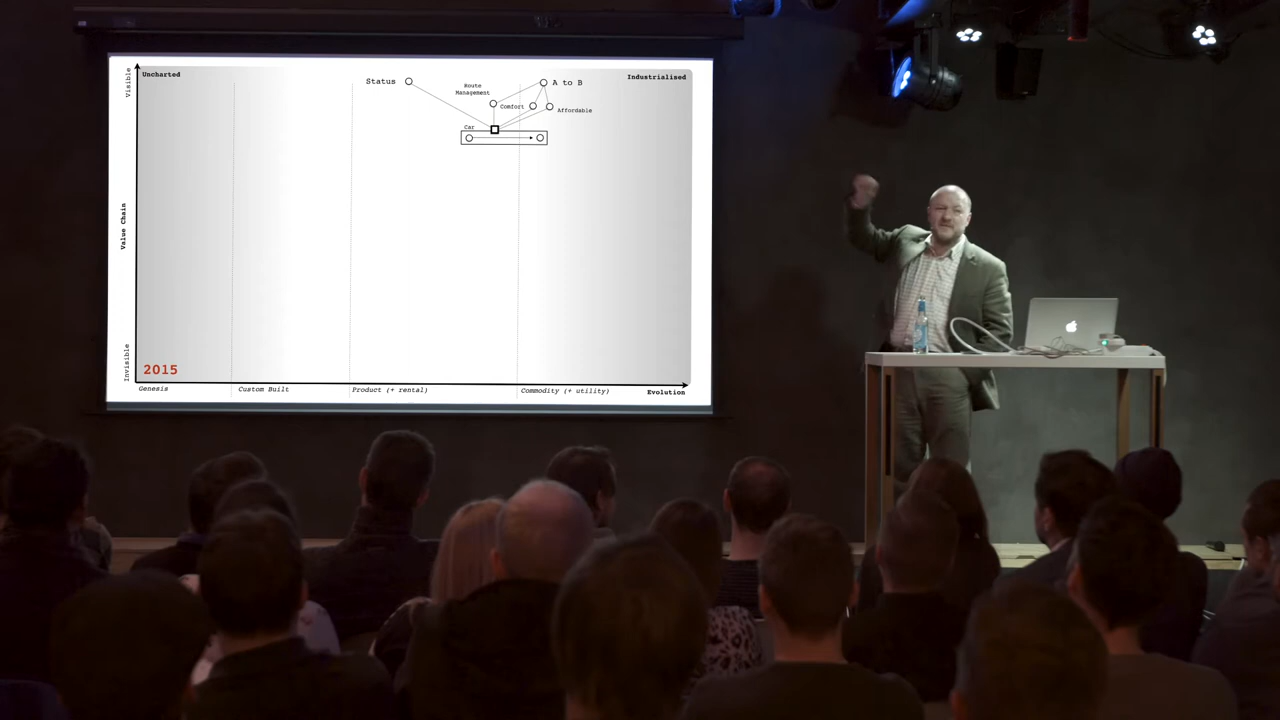 Visible
Uncharted
Industrialised
Status
Route
Management
A to B
Comfort
Affordable
Car
Value Chain
Invisible
2015
Genesis
Custom Built
Product (+ rental)
Commodity (+ utility)
Evolution